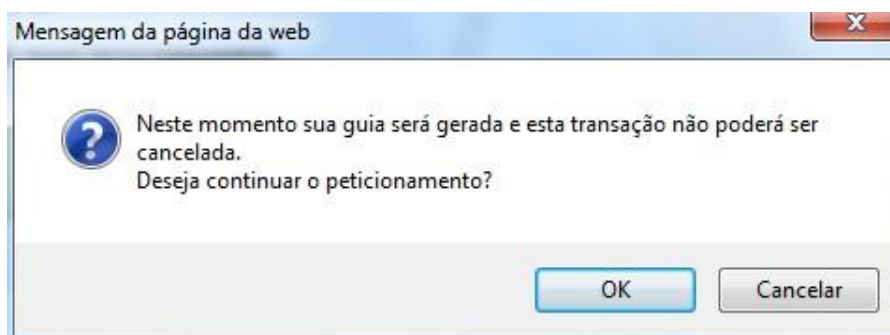 Mensagem da página da web
Neste momento sua guia será gerada e esta transação não poderá ser
cancelada.
Deseja continuar o peticionamento?
OK
Cancelar